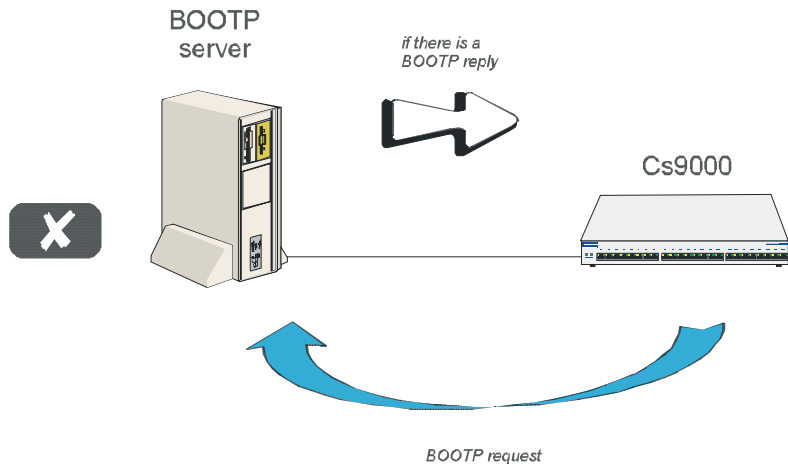 BOOTP
server
if there is a
BOOTP reply
Cs9000
BOOTP request